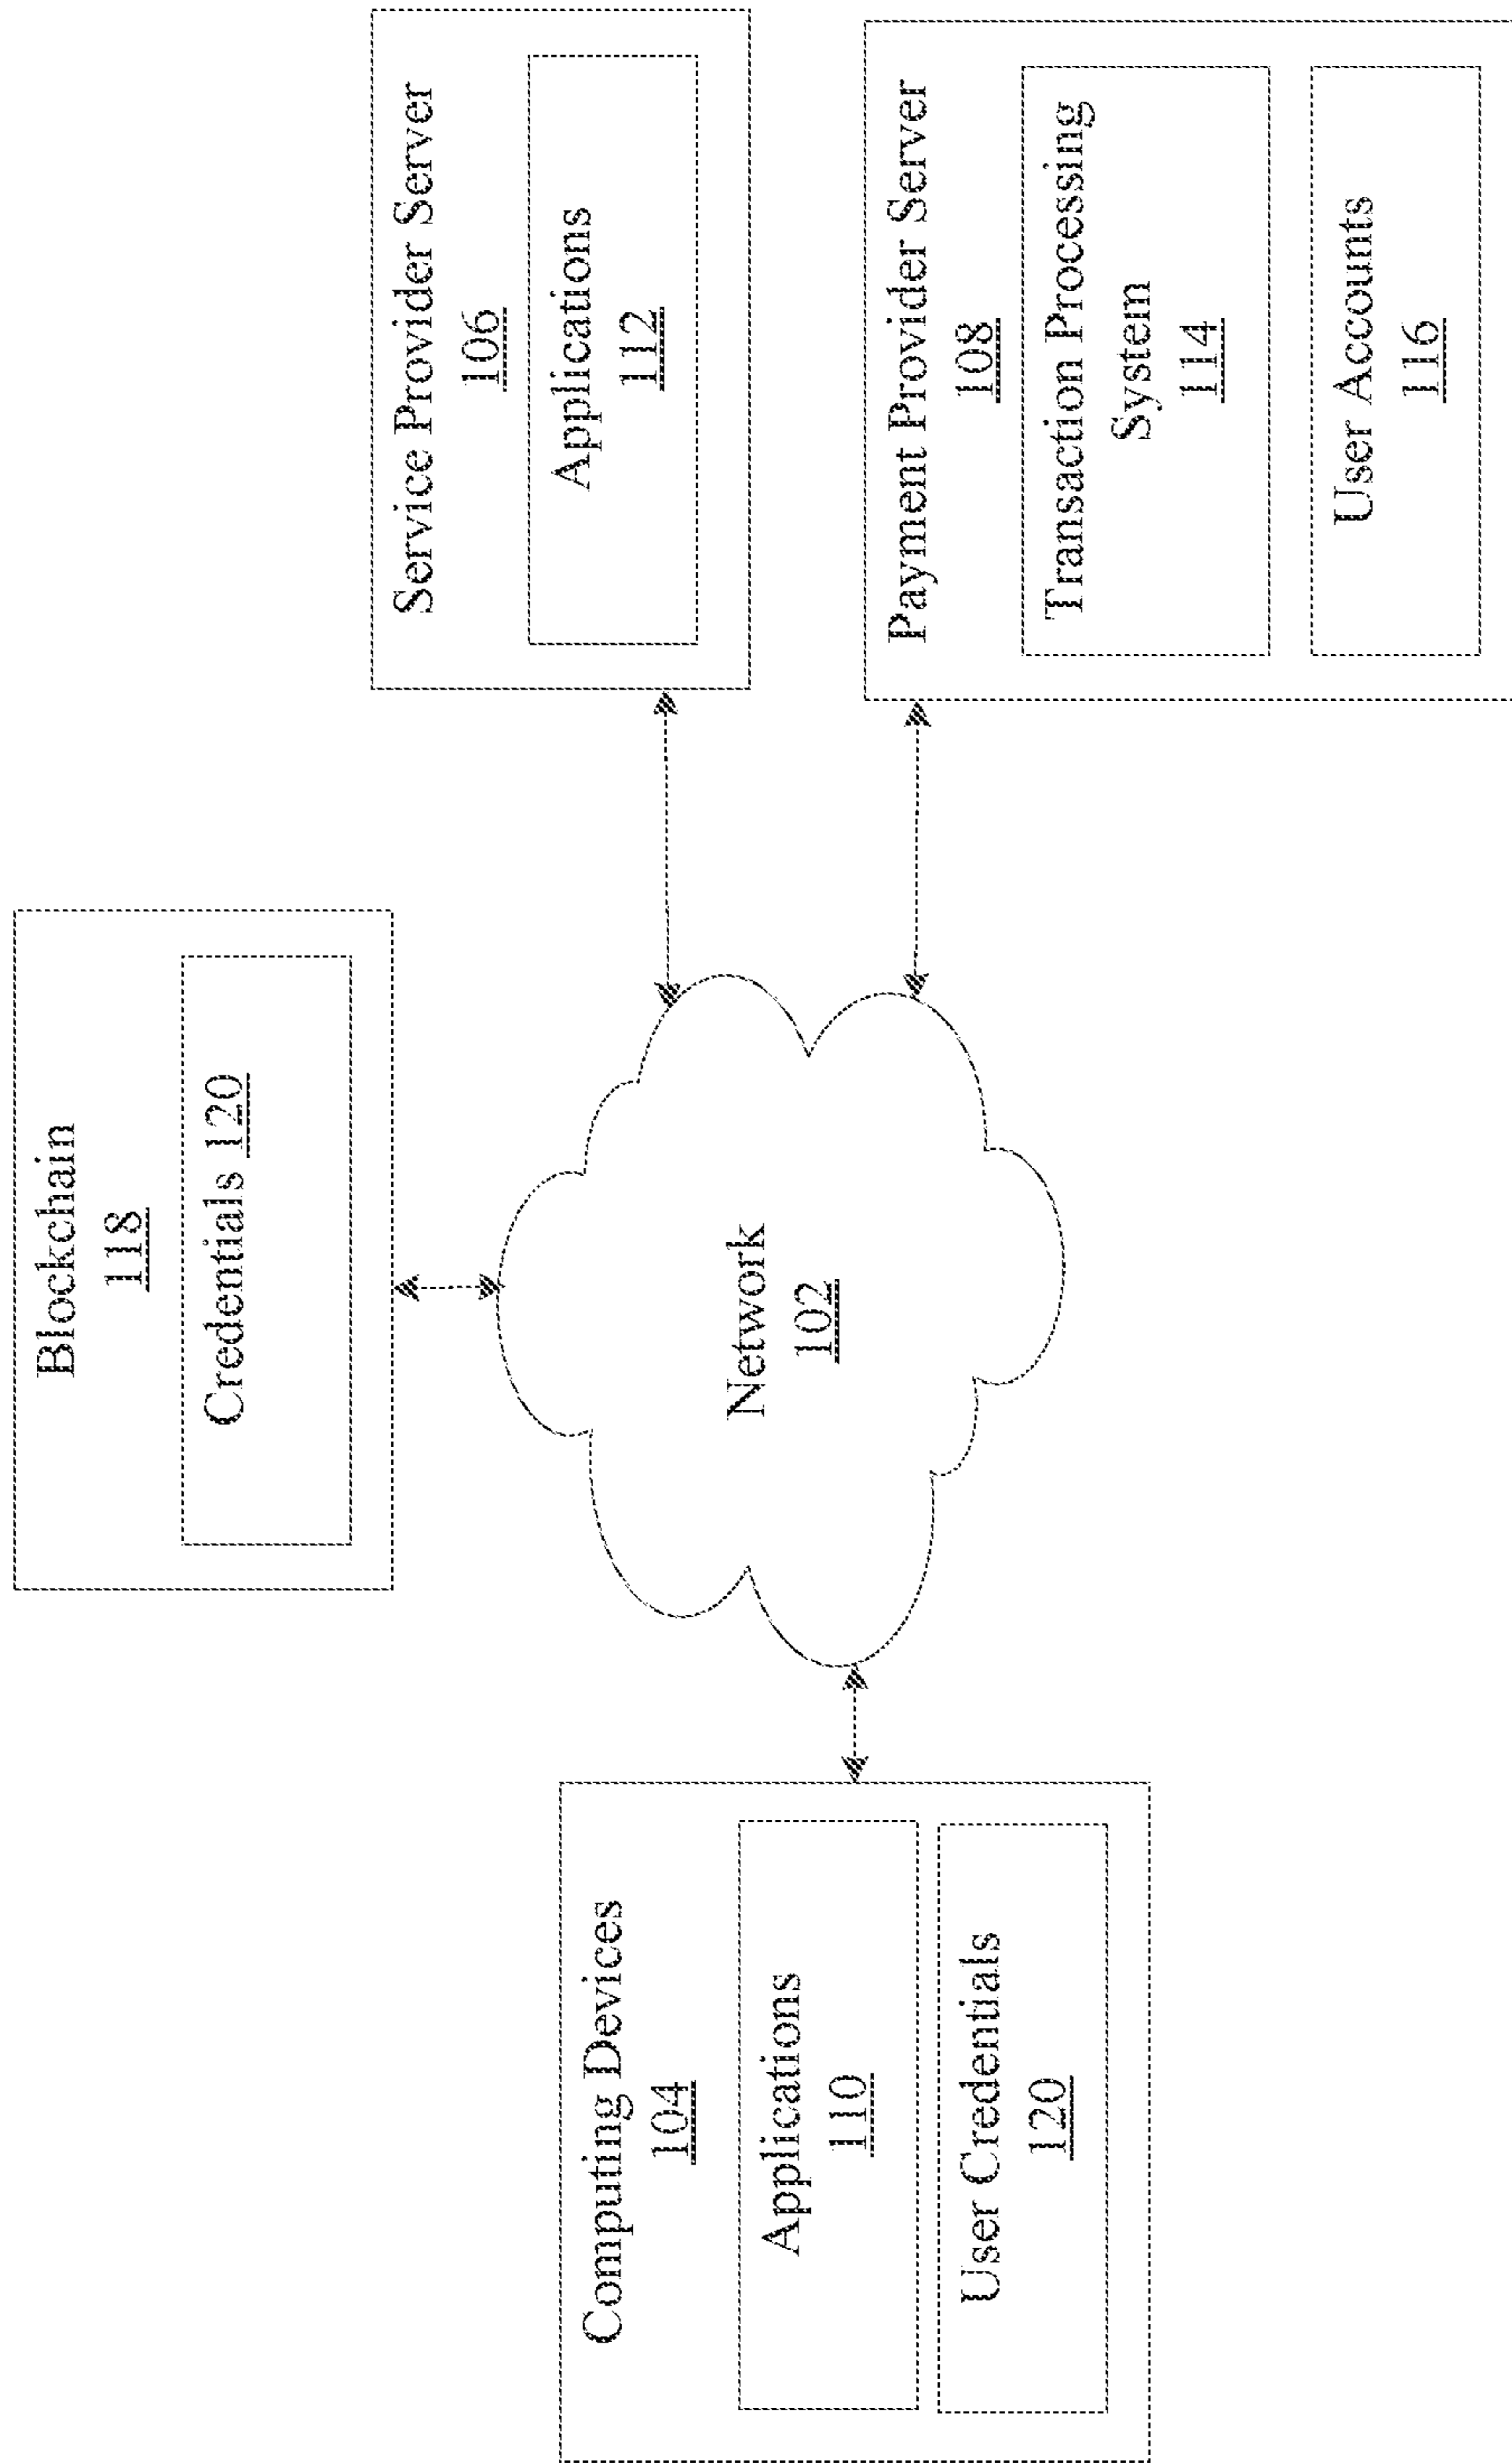 Blockchain
118
Credentials 120
Service Provider Server
106
Applications
112
Computing Devices
104
Applications
110
User Credentials
120
Network
102
Payment Provider Server
108
Transaction Processing
System
114
User Accounts
116